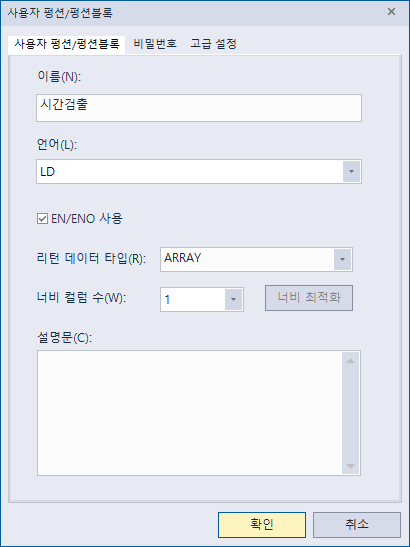 사용자 펑션/펑션블록
사용자 펑션/펑션블록 비밀번호 고급 설정
이름(N):
시간검출
언어(L):
LD
EN/ENO 사용
리턴 데이터 타입(R): ARRAY
너비 컬럼 수(W): 1 너비 최적화
설명문(C):
확인 취소